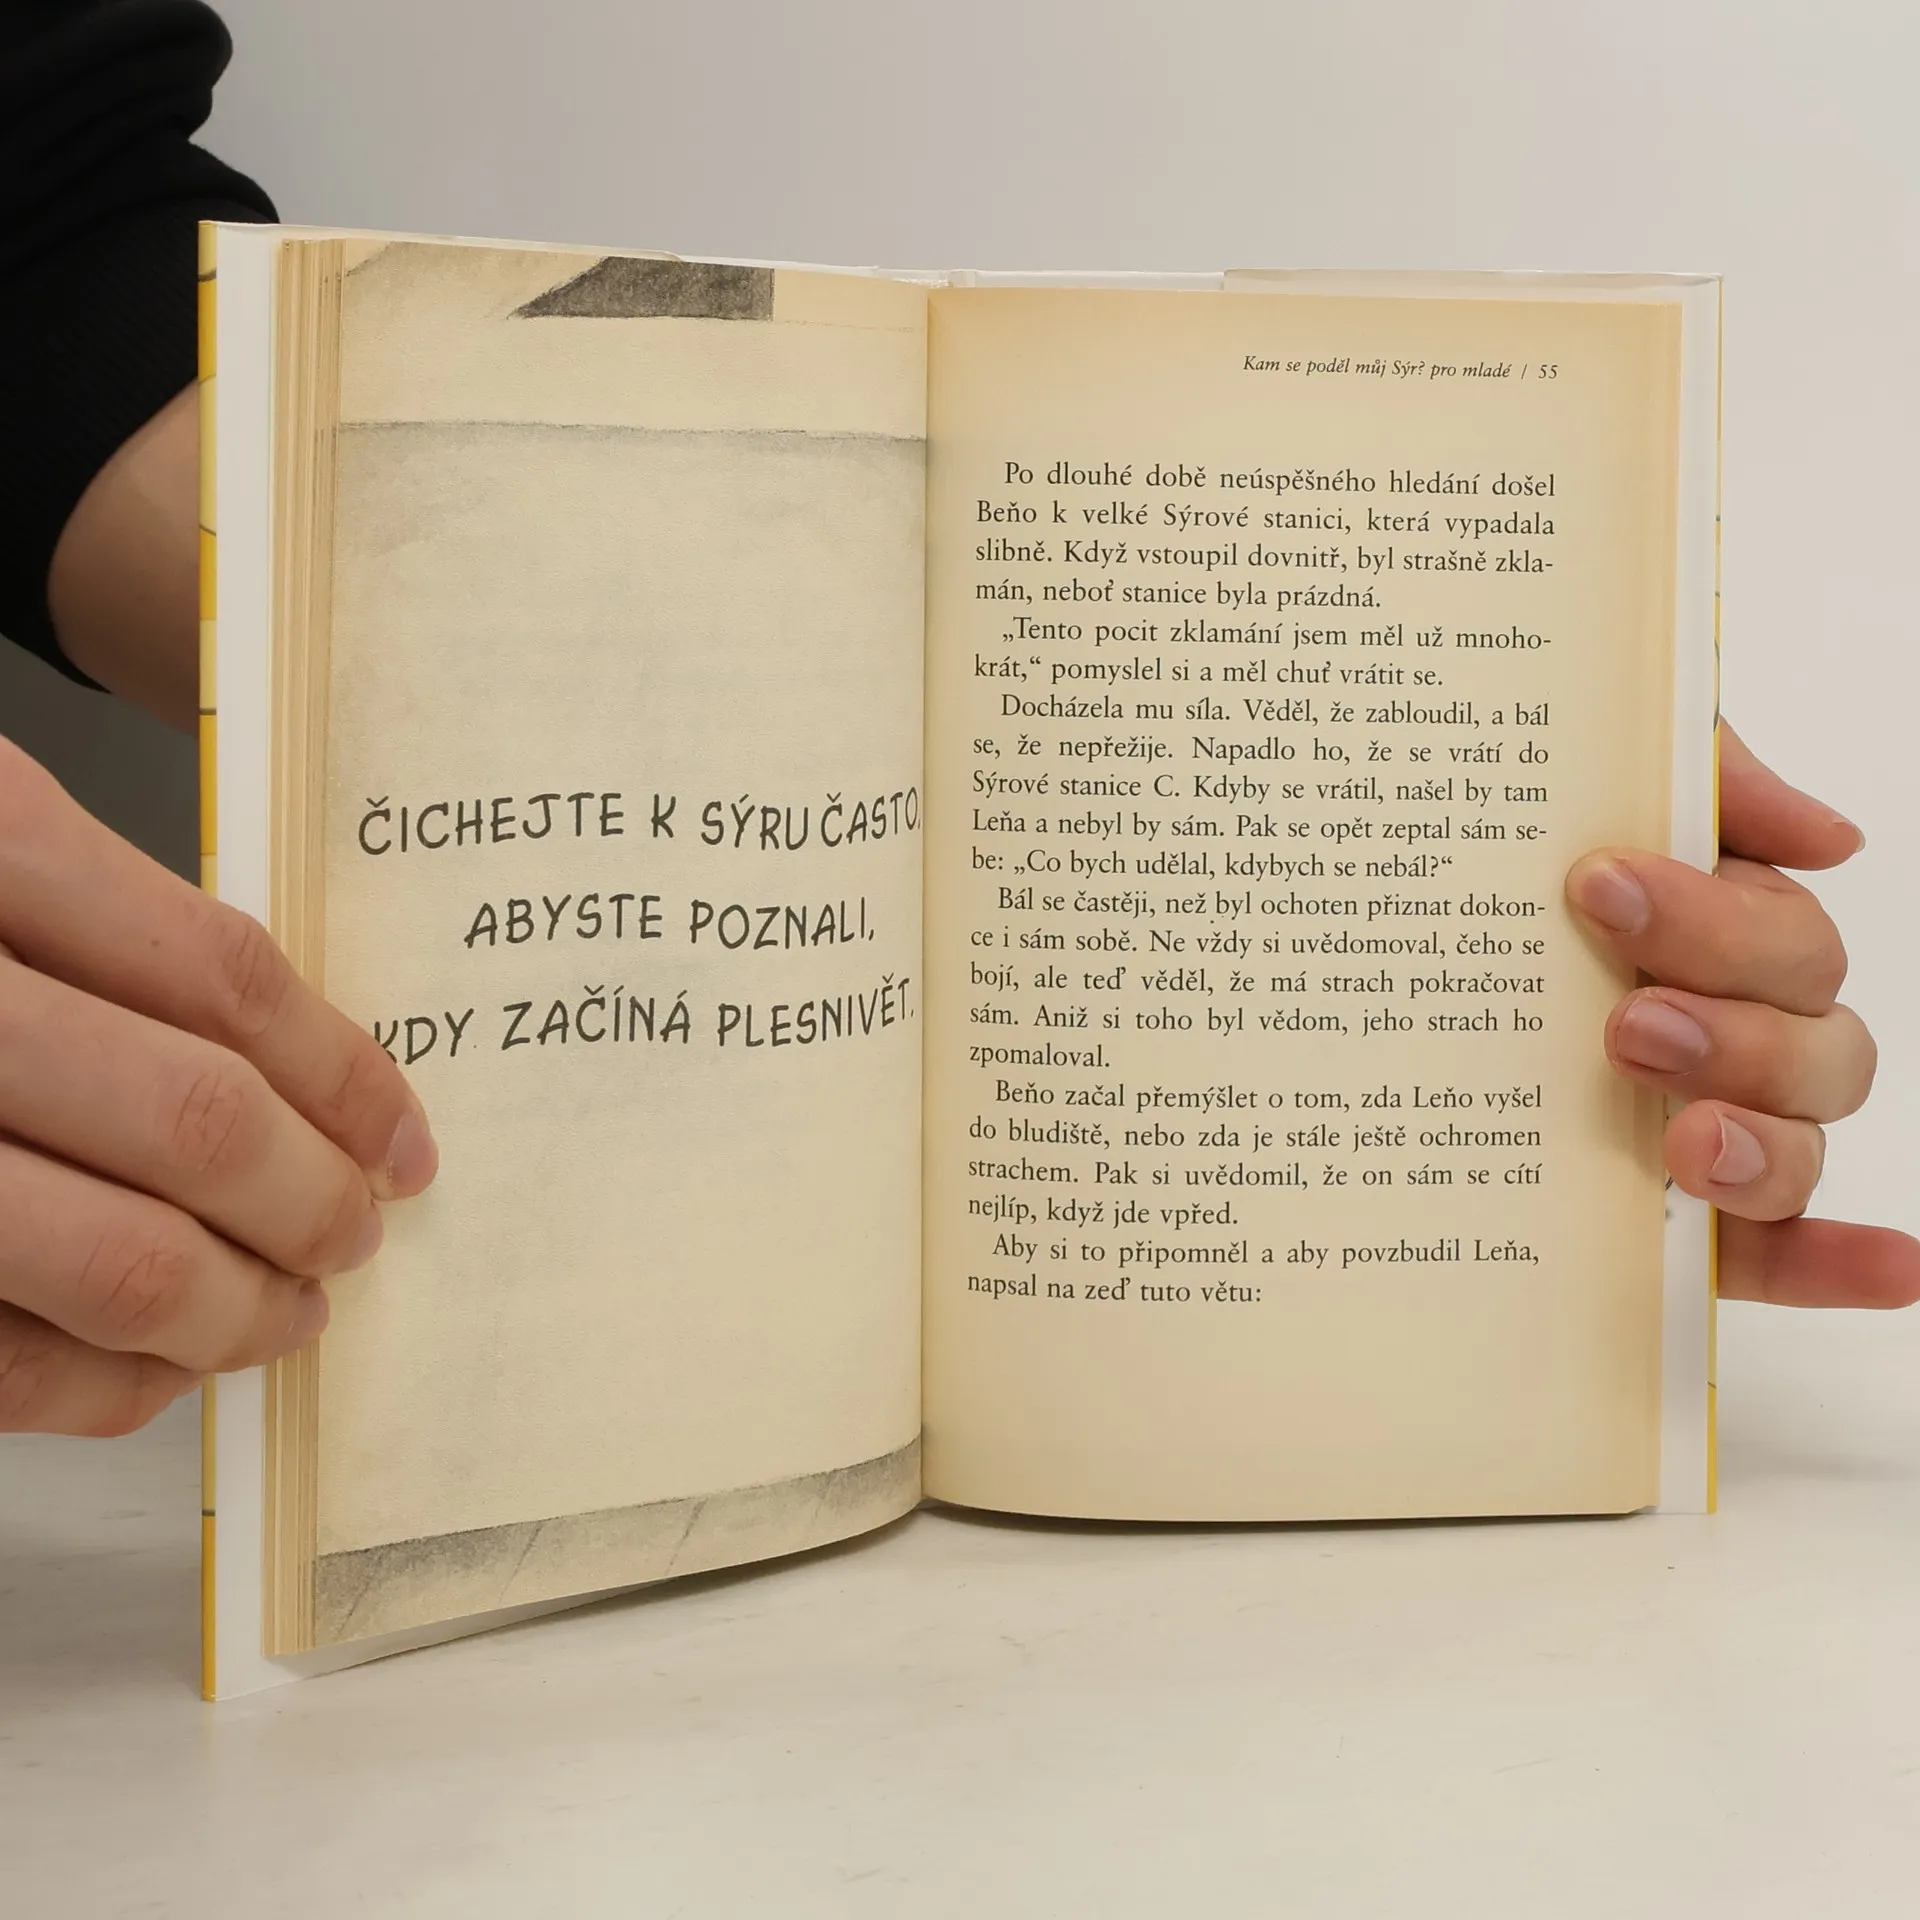 ČICHEJTE K SÝRU ČASTO,
ABYSTE POZNALI,
KDY ZAČÍNÁ PLESNIVĚT.
Kam se poděl můj Sýr? pro mladé / 55
Po dlouhé době neúspěšného hledání došel
Beňo k velké Sýrové stanici, která vypadala
slibně. Když vstoupil dovnitř, byl strašně zkla-
mán, neboť stanice byla prázdná.
„Tento pocit zklamání jsem měl už mnoho-
krát,“ pomyslel si a měl chuť vrátit se.
Docházela mu síla. Věděl, že zabloudil, a bál
se, že nepřežije. Napadlo ho, že se vrátí do
Sýrové stanice C. Kdyby se vrátil, našel by tam
Leňa a nebyl by sám. Pak se opět zeptal sám se-
be: „Co bych udělal, kdybych se nebál?“
Bál se častěji, než byl ochoten přiznat dokon-
ce i sám sobě. Ne vždy si uvědomoval, čeho se
bojí, ale teď věděl, že má strach pokračovat
sám. Aniž si toho byl vědom, jeho strach ho
zpomaloval.
Beňo začal přemýšlet o tom, zda Leňo vyšel
do bludiště, nebo zda je stále ještě ochromen
strachem. Pak si uvědomil, že on sám se cítí
nejlíp, když jde vpřed.
Aby si to připomněl a aby povzbudil Leňa,
napsal na zeď tuto větu: